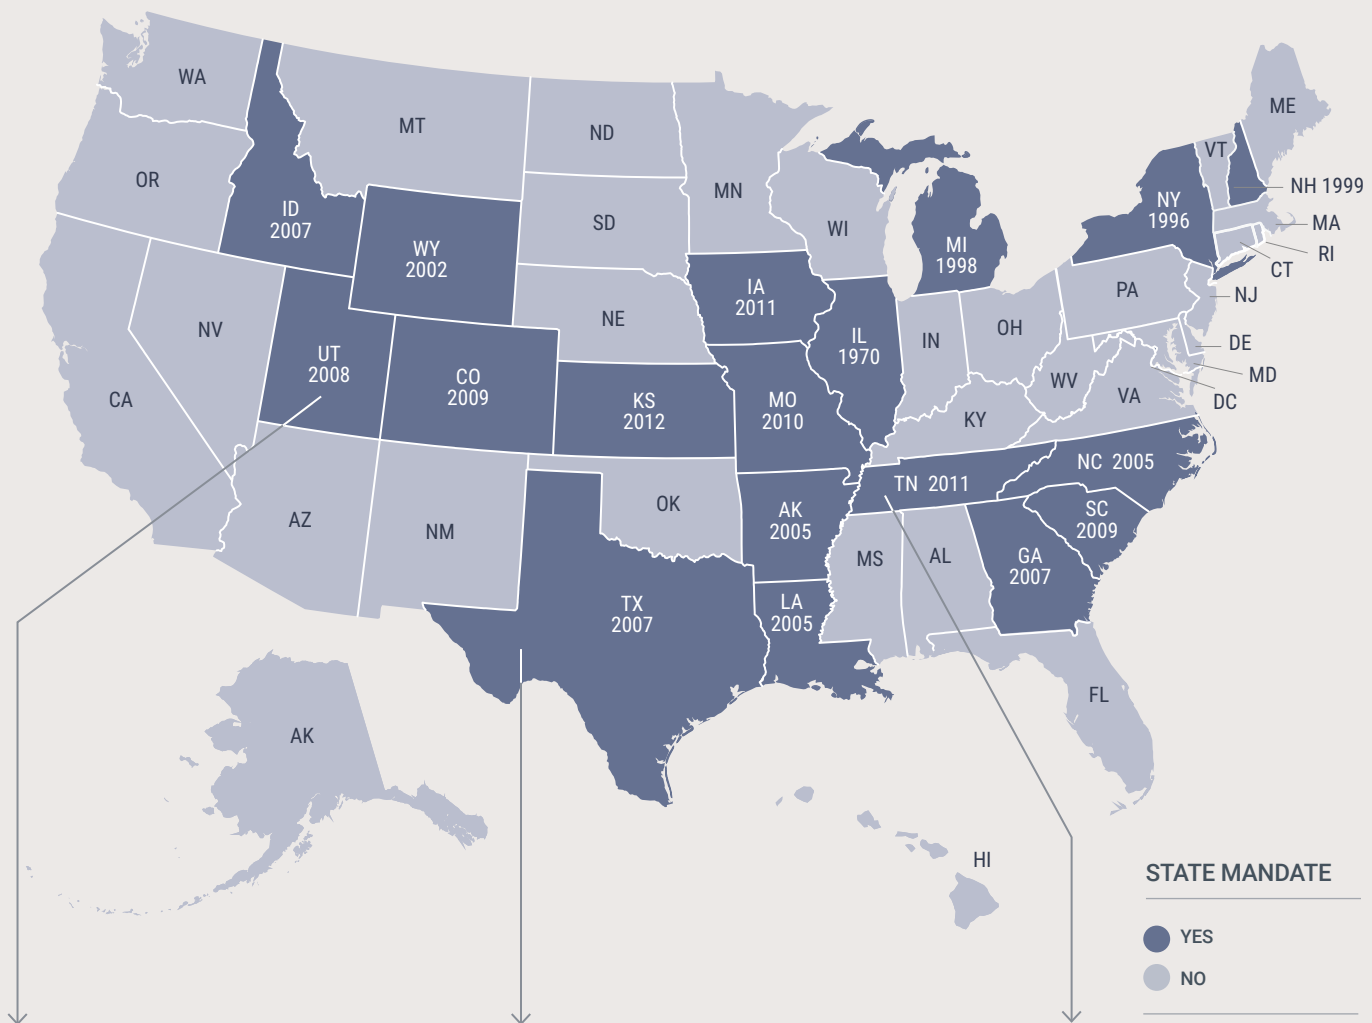 WA
MT
ND
MN
ME
VT
OR
ID
2007
WY
2002
SD
WI
MI
1998
NY
1996
NH 1999
MA
RI
CT
NV
UT
2008
CO
2009
NE
IA
2011
IL
1970
IN
OH
PA
NJ
DE
MD
DC
CA
KS
2012
MO
2010
KY
WV
VA
AZ
NM
OK
AK
2005
TN 2011
NC 2005
SC
2009
MS
AL
GA
2007
TX
2007
LA
2005
FL
AK
HI
STATE MANDATE
YES
NO